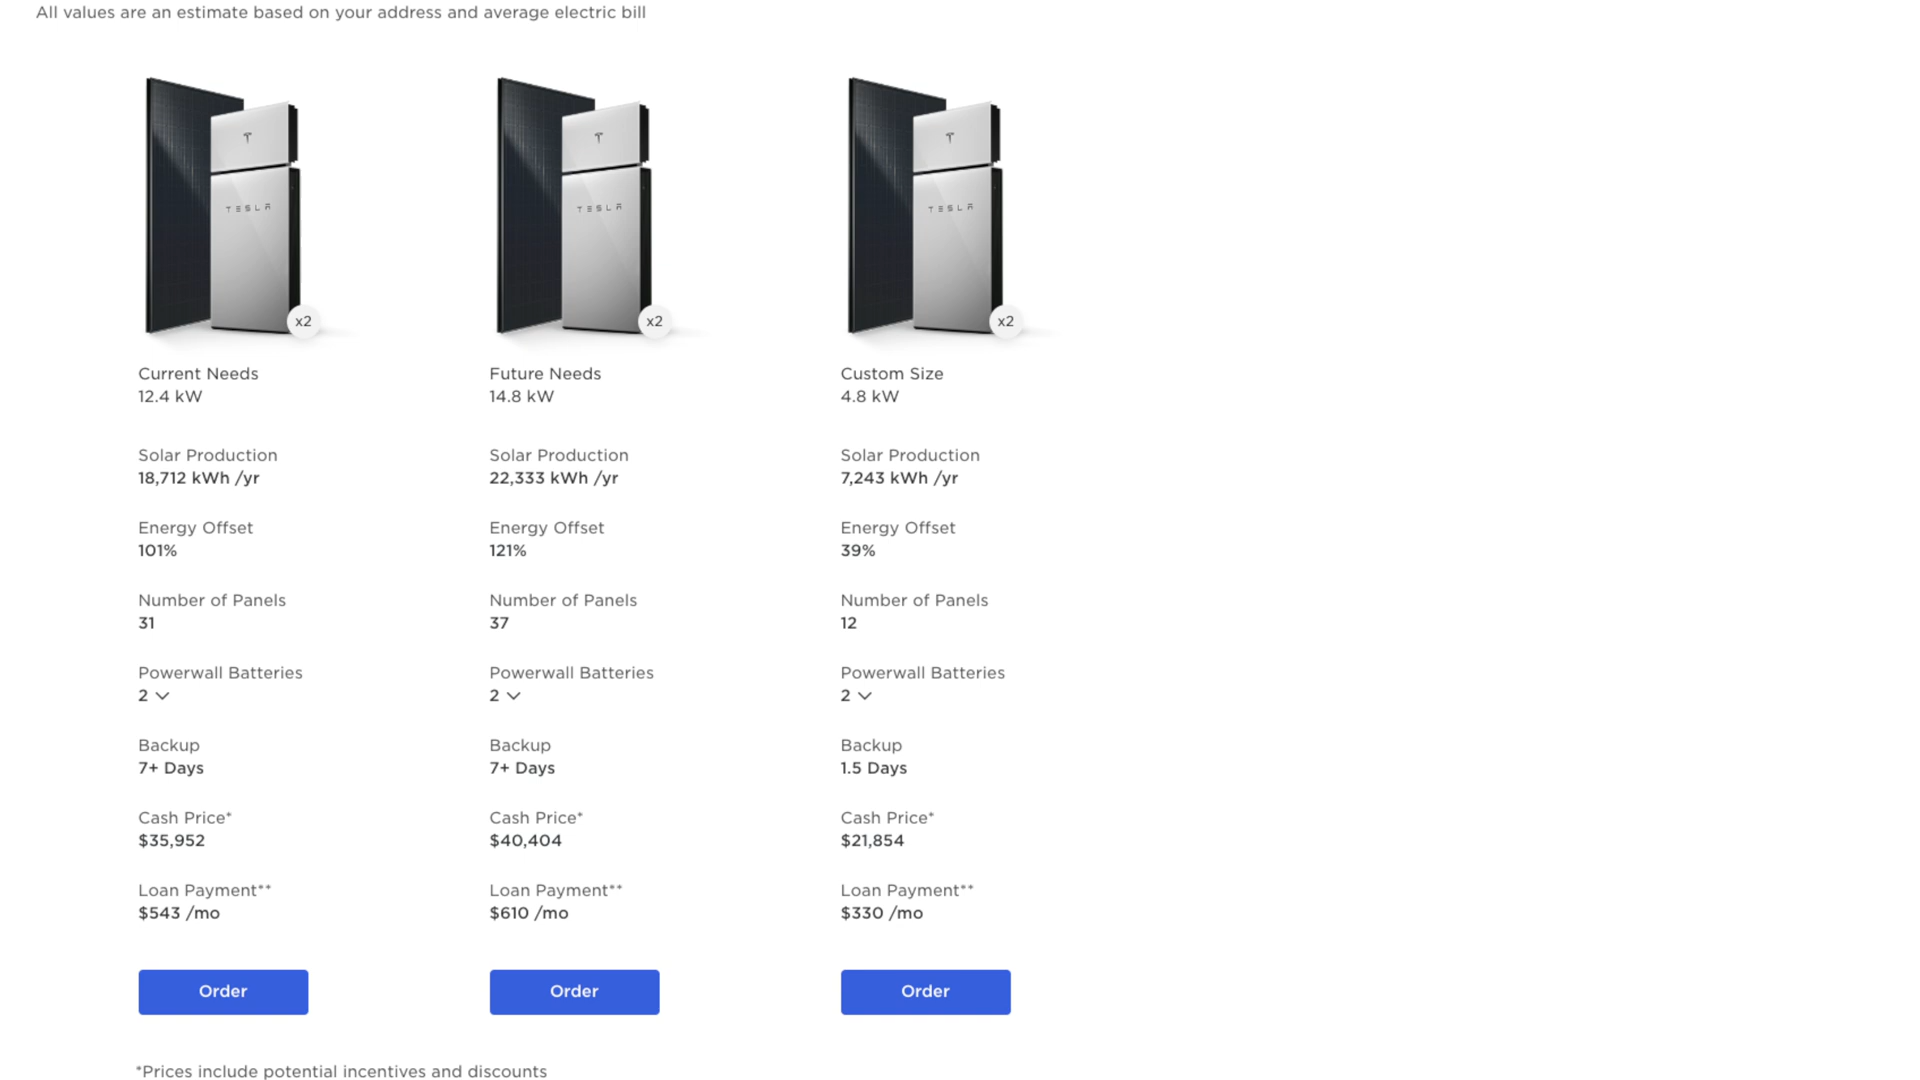 All values are an estimate based on your address and average electric bill
TESLA
x2
TESLA
x2
TESLA
x2
Current Needs
12.4 kW
Solar Production
18,712 kWh /yr
Energy Offset
101%
Number of Panels
31
Powerwall Batteries
2
Backup
7+ Days
Cash Price*
$35,952
Loan Payment**
$543 /mo
Order
Future Needs
14.8 kW
Solar Production
22,333 kWh /yr
Energy Offset
121%
Number of Panels
37
Powerwall Batteries
2
Backup
7+ Days
Cash Price*
$40,404
Loan Payment**
$610 /mo
Order
Custom Size
4.8 kW
Solar Production
7,243 kWh /yr
Energy Offset
39%
Number of Panels
12
Powerwall Batteries
2
Backup
1.5 Days
Cash Price*
$21,854
Loan Payment**
$330 /mo
Order
*Prices include potential incentives and discounts